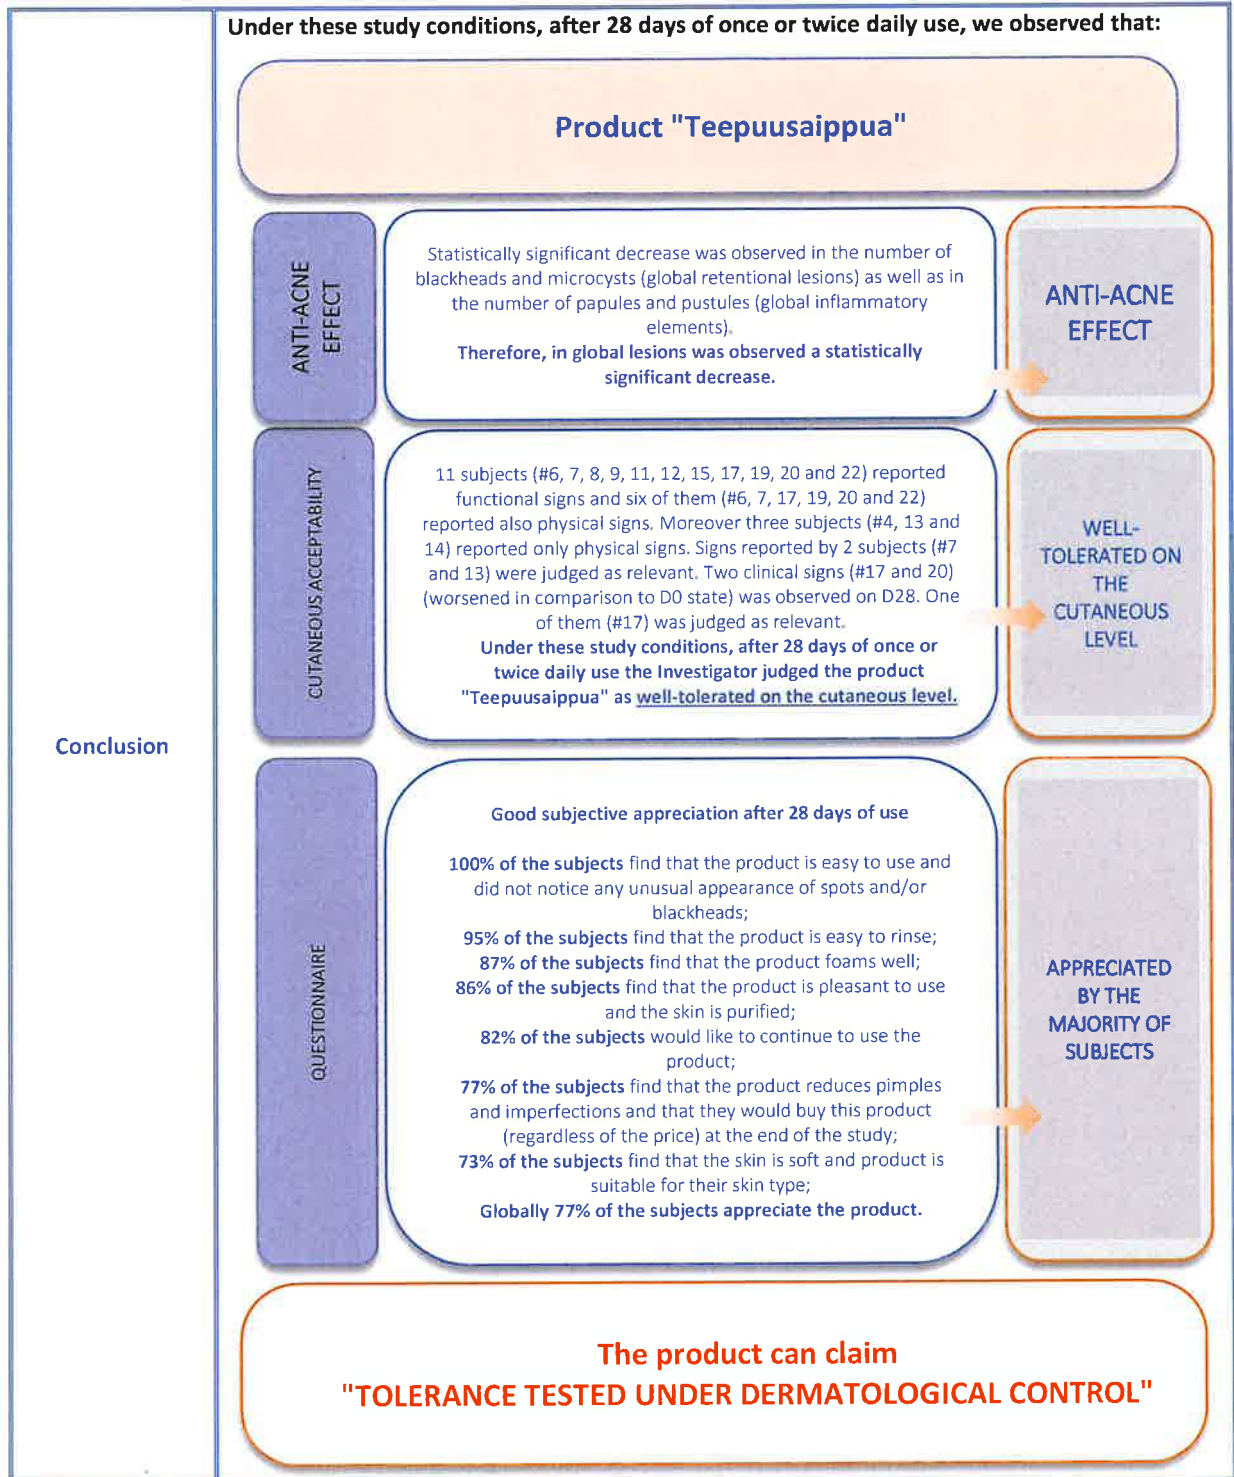 Under these study conditions, after 28 days of once or twice daily use, we observed that:
Product "Teepuusaippua"
ANTI-ACNE
EFFECT
Statistically significant decrease was observed in the number of
blackheads and microcysts (global retentional lesions) as well as in
the number of papules and pustules (global inflammatory
elements).
Therefore, in global lesions was observed a statistically
significant decrease.
ANTI-ACNE
EFFECT
CUTANEOUS ACCEPTABILITY
11 subjects (#6, 7, 8, 9, 11, 12, 15, 17, 19, 20 and 22) reported
functional signs and six of them (#6, 7, 17, 19, 20 and 22)
reported also physical signs. Moreover three subjects (#4, 13 and
14) reported only physical signs. Signs reported by 2 subjects (#7
and 13) were judged as relevant. Two clinical signs (#17 and 20)
(worsened in comparison to D0 state) was observed on D28. One
of them (#17) was judged as relevant.
Under these study conditions, after 28 days of once or
twice daily use the Investigator judged the product
"Teepuusaippua" as well-tolerated on the cutaneous level.
WELL-
TOLERATED ON
THE
CUTANEOUS
LEVEL
Conclusion
QUESTIONNAIRE
Good subjective appreciation after 28 days of use
100% of the subjects find that the product is easy to use and
did not notice any unusual appearance of spots and/or
blackheads;
95% of the subjects find that the product is easy to rinse;
87% of the subjects find that the product foams well;
86% of the subjects find that the product is pleasant to use
and the skin is purified;
82% of the subjects would like to continue to use the
product;
77% of the subjects find that the product reduces pimples
and imperfections and that they would buy this product
(regardless of the price) at the end of the study;
73% of the subjects find that the skin is soft and product is
suitable for their skin type;
Globally 77% of the subjects appreciate the product.
APPRECIATED
BY THE
MAJORITY OF
SUBJECTS
The product can claim
"TOLERANCE TESTED UNDER DERMATOLOGICAL CONTROL"